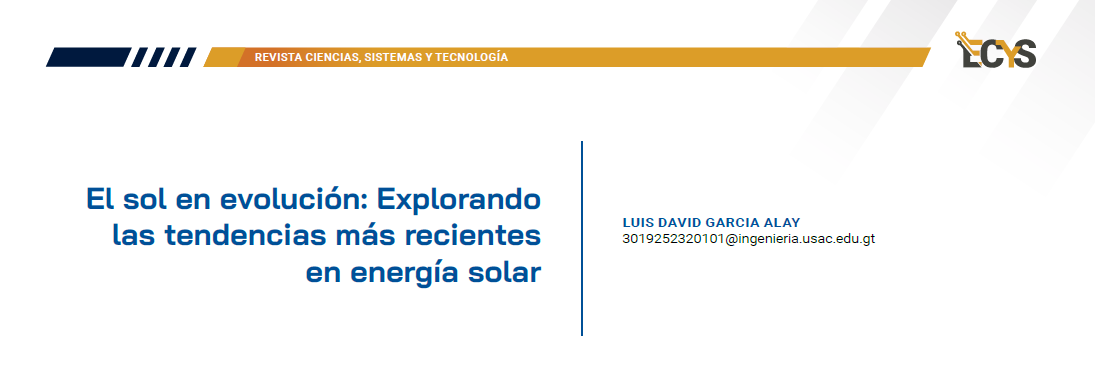 REVISTA CIENCIAS, SISTEMAS Y TECNOLOGÍA
ECYS
El sol en evolución: Explorando
las tendencias más recientes
en energía solar
LUIS DAVID GARCIA ALAY
3019252320101@ingenieria.usac.edu.gt